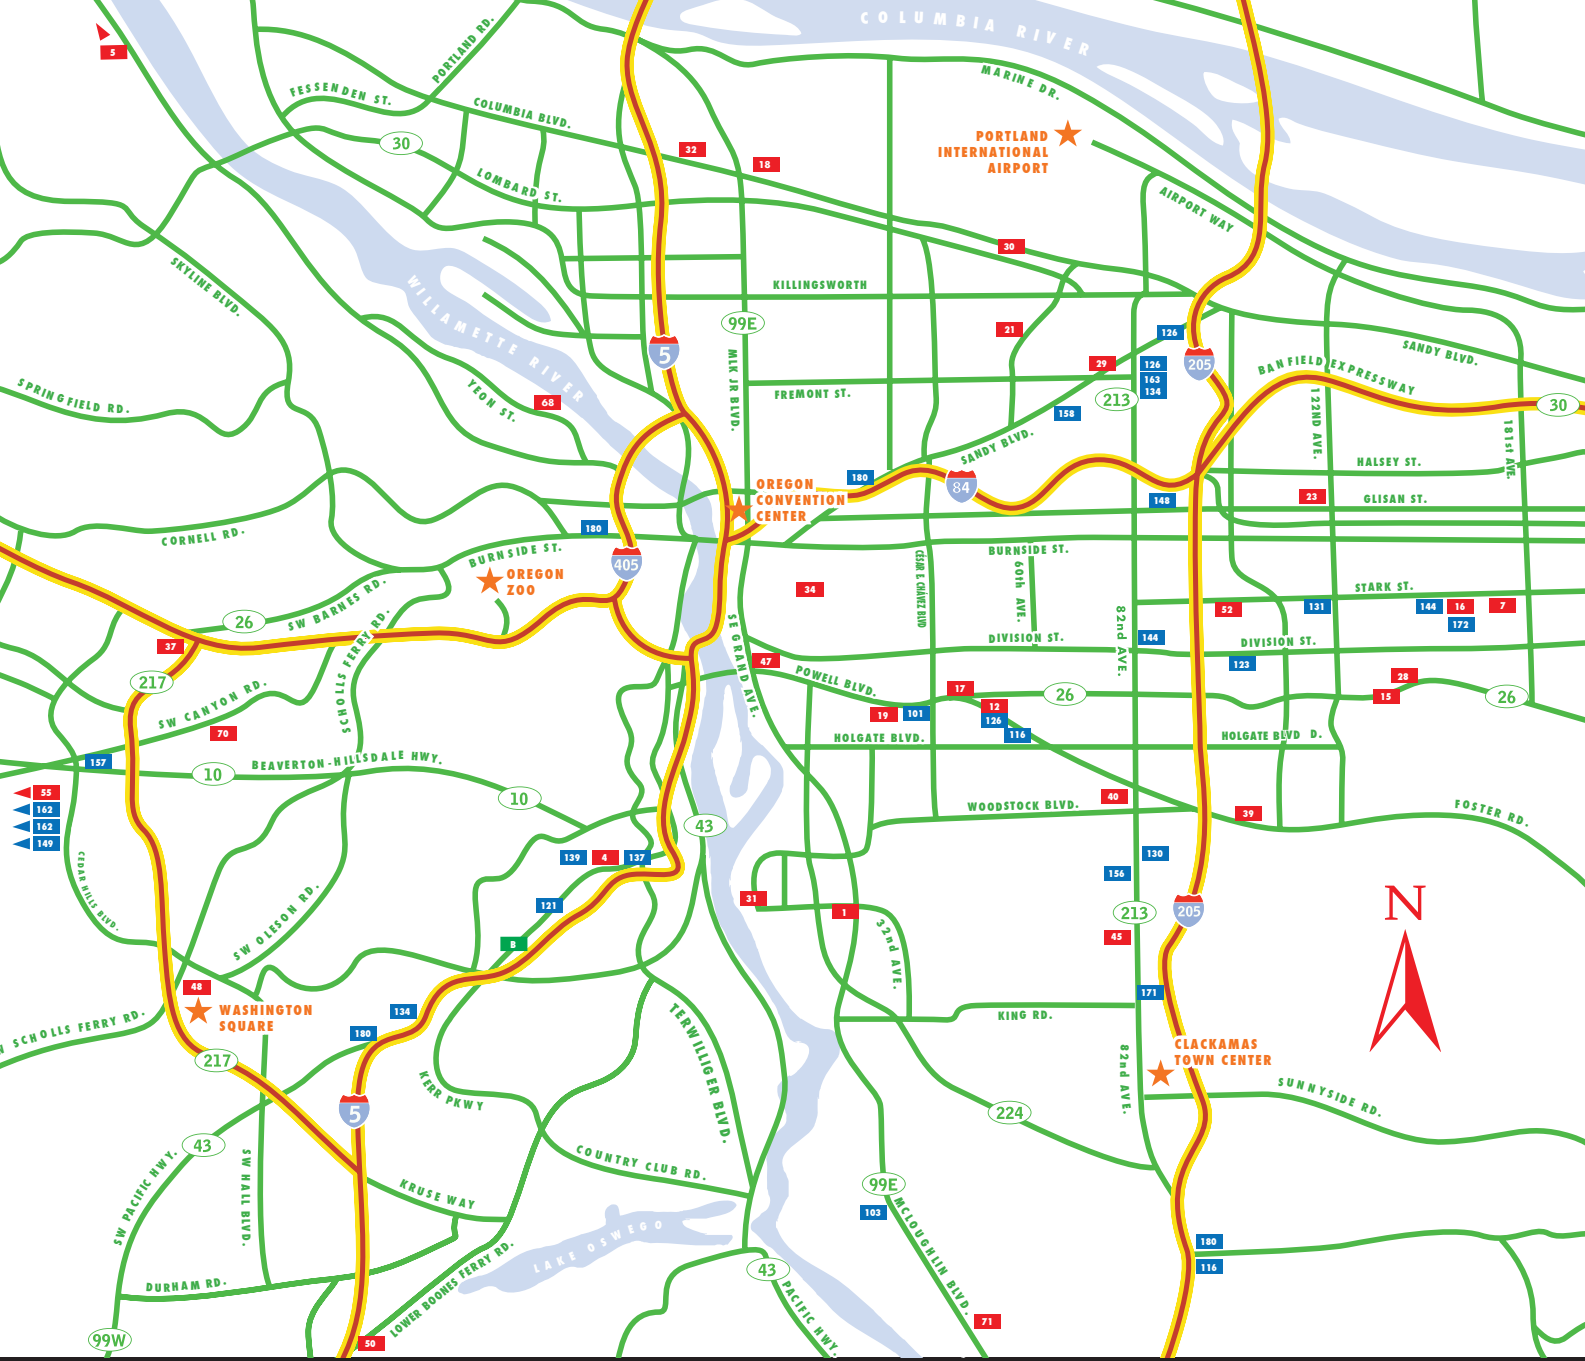 COLUMBIA RIVER
5
PORTLAND RD.
FESSENDEN ST.
COLUMBIA BLVD.
MARINE DR.
30
PORTLAND
INTERNATIONAL
AIRPORT
32
18
LOMBARD ST.
AIRPORT WAY
30
SKYLINE BLVD.
WILLAMETTE RIVER
KILLINGSWORTH
99E
21
126
5
MLK JR BLVD.
29
126
163
134
205
BANFIELD EXPRESSWAY
SANDY BLVD.
SPRINGFIELD RD.
YEON ST.
68
FREMONT ST.
213
158
122ND AVE.
30
181st AVE.
SANDY BLVD.
HALSEY ST.
180
84
OREGON
CONVENTION
CENTER
148
23
GLISAN ST.
CORNELL RD.
180
BURNSIDE ST.
405
OREGON
ZOO
BURNSIDE ST.
CÉSAR E. CHÁVEZ BLVD
60th AVE.
34
STARK ST.
SW BARNES RD.
26
82nd AVE.
52
131
144
16
7
172
SCHOLLS FERRY RD.
SE GRAND AVE.
37
DIVISION ST.
144
DIVISION ST.
123
217
47
POWELL BLVD.
28
SW CANYON RD.
17
26
15
26
70
19
101
12
126
116
HOLGATE BLVD.
HOLGATE BLVD D.
157
BEAVERTON-HILLSDALE HWY.
10
10
55
162
162
149
WOODSTOCK BLVD.
40
39
FOSTER RD.
43
CEDAR HILLS BLVD.
139
4
137
130
156
SW OLESON RD.
121
31
1
213
205
N
8
32nd AVE.
45
48
WASHINGTON
SQUARE
134
171
N SCHOLLS FERRY RD.
180
TERWILLIGER BLVD.
KING RD.
CLACKAMAS
TOWN CENTER
217
82nd AVE.
KERR PKWY
5
224
SUNNYSIDE RD.
43
SW PACIFIC HWY.
SW HALL BLVD.
COUNTRY CLUB RD.
KRUSE WAY
99E
103
MCLOUGHLIN BLVD.
LAKE OSWEGO
180
116
DURHAM RD.
LOWER BOONES FERRY RD.
43
PACIFIC HWY.
71
99W
50